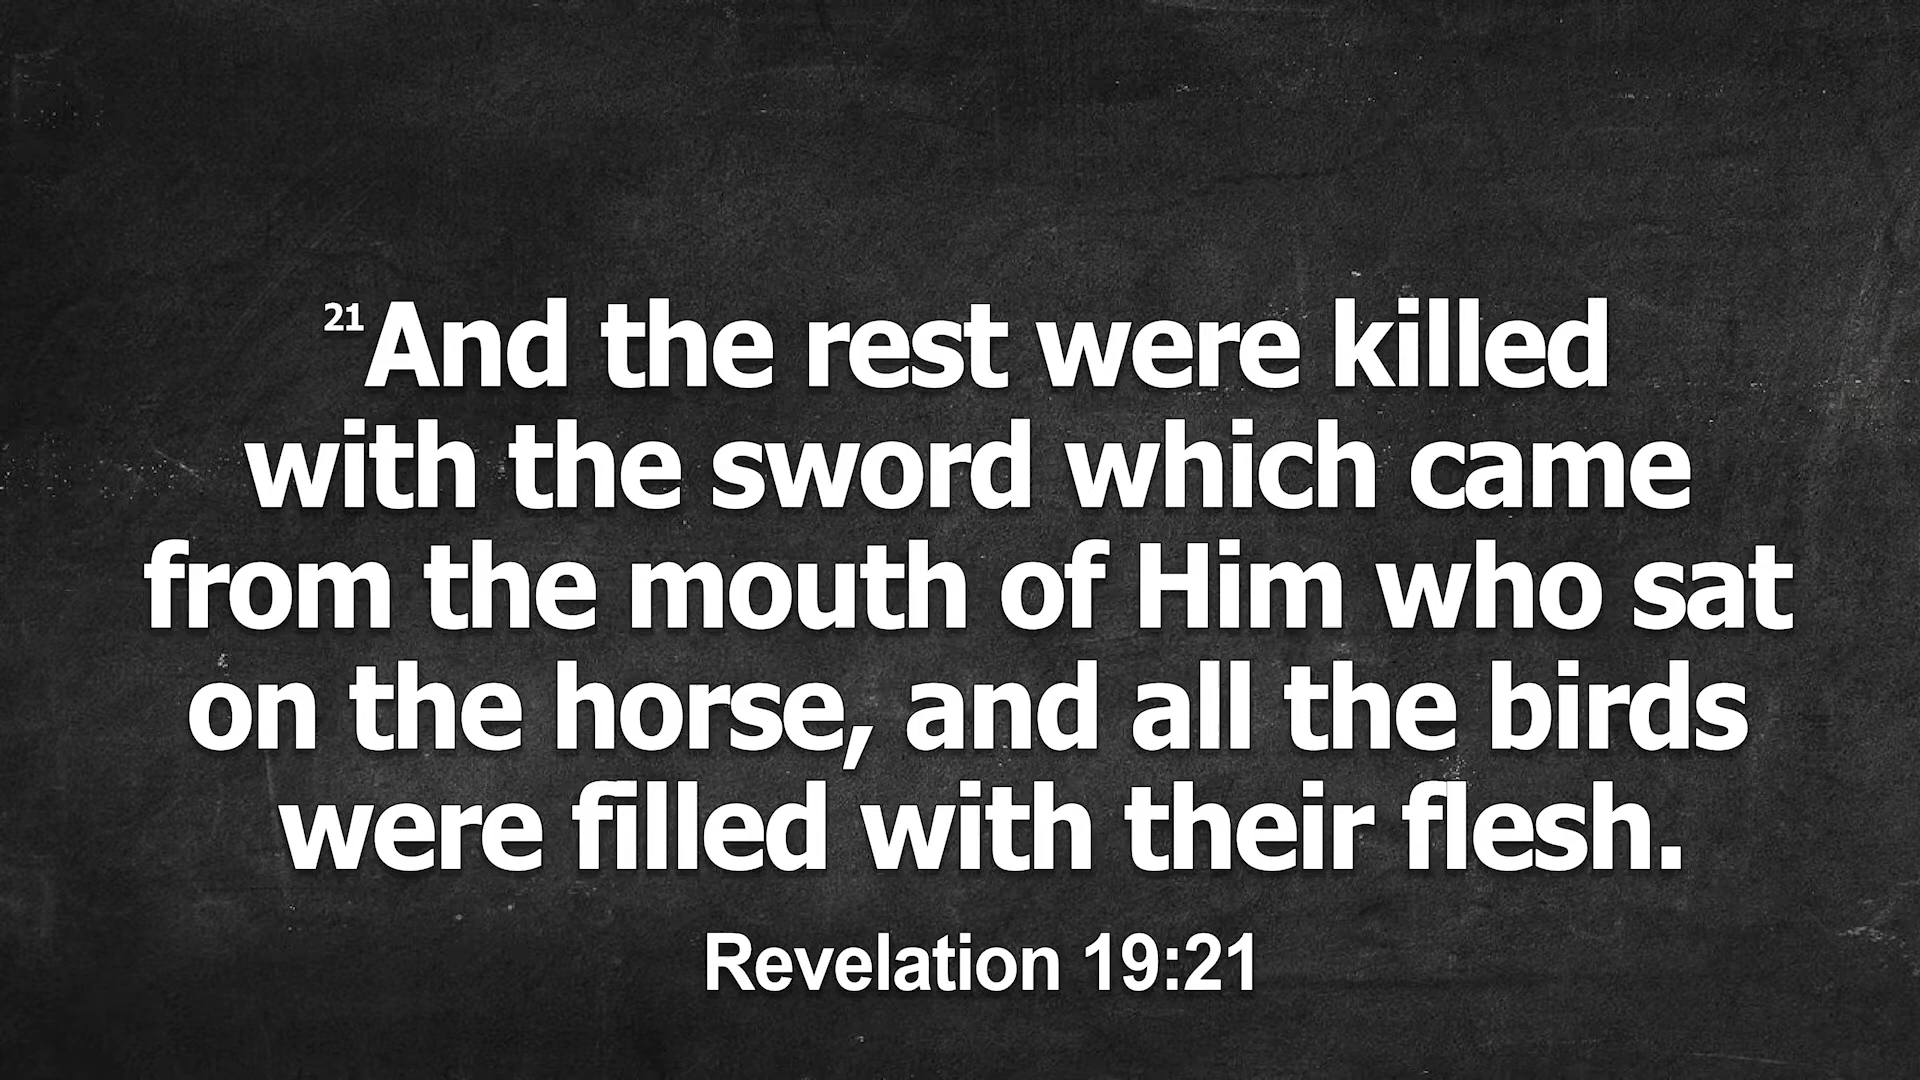 21And the rest were killed
with the sword which came
from the mouth of Him who sat
on the horse, and all the birds
were filled with their flesh.
Revelation 19:21